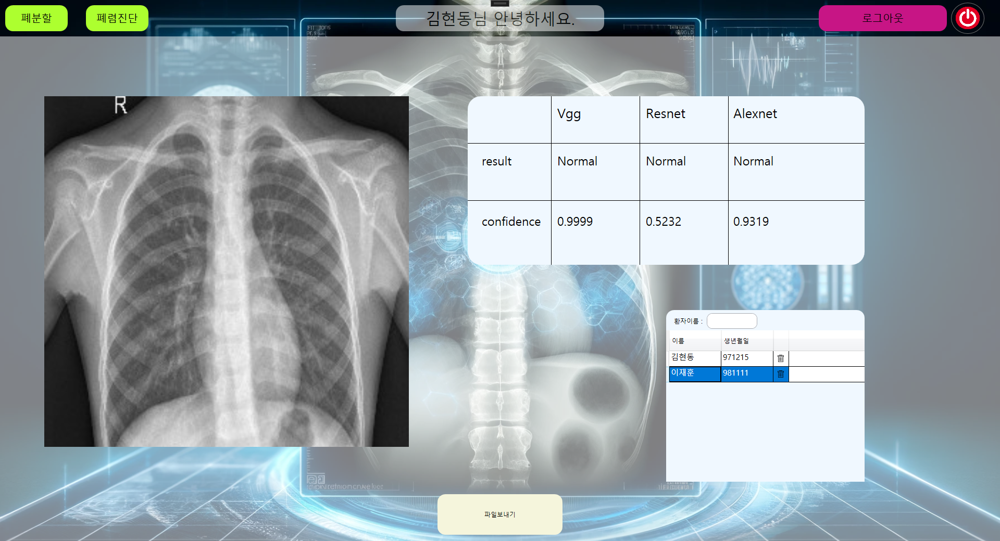 폐분할
폐렴진단
김현동님 안녕하세요.
로그아웃
R
Vgg Resnet Alexnet
result Normal Normal Normal
confidence 0.9999 0.5232 0.9319
환자이름 :
이름 생년월일
김현동 971215
이재훈 981111
파일보내기